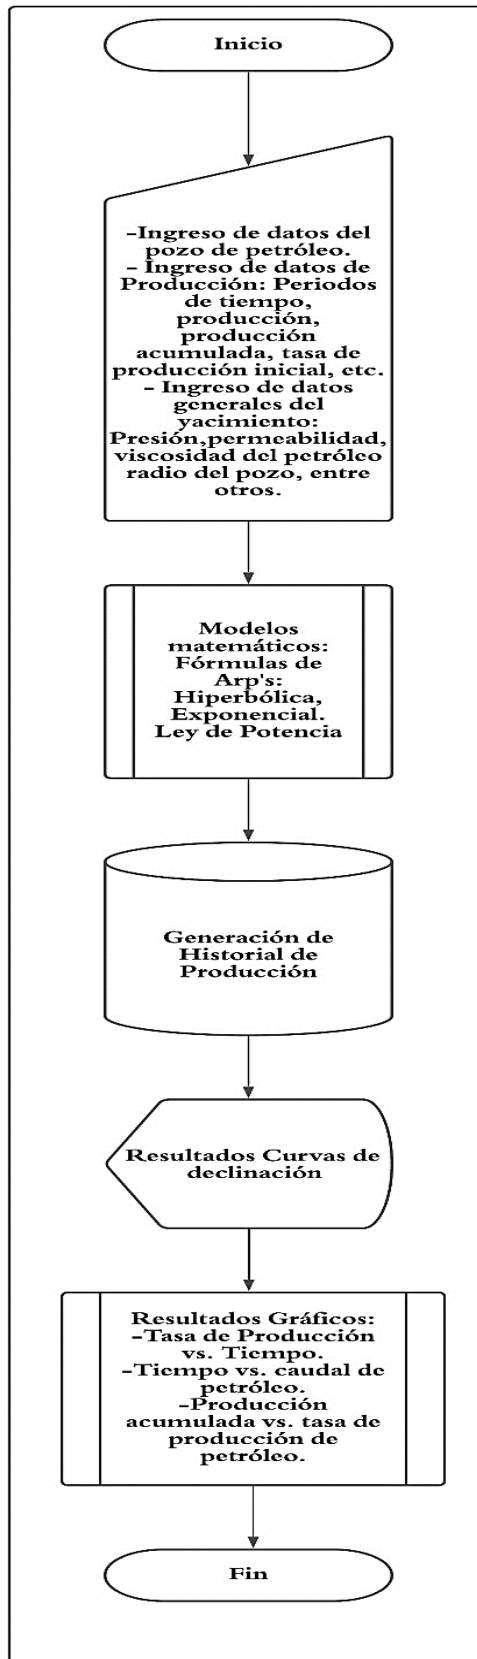 Inicio
-Ingreso de datos del
pozo de petróleo.
- Ingreso de datos de
Producción: Periodos
de tiempo,
producción,
producción
acumulada, tasa de
producción inicial, etc.
- Ingreso de datos
generales del
yacimiento:
Presión,permeabilidad,
viscosidad del petróleo
radio del pozo, entre
otros.
Modelos
matemáticos:
Fórmulas de
Arp's:
Hiperbólica,
Exponencial.
Ley de Potencia
Generación de
Historial de
Producción
Resultados Curvas de
declinación
Resultados Gráficos:
-Tasa de Producción
vs. Tiempo.
-Tiempo vs. caudal de
petróleo.
-Producción
acumulada vs. tasa de
producción de
petróleo.
Fin